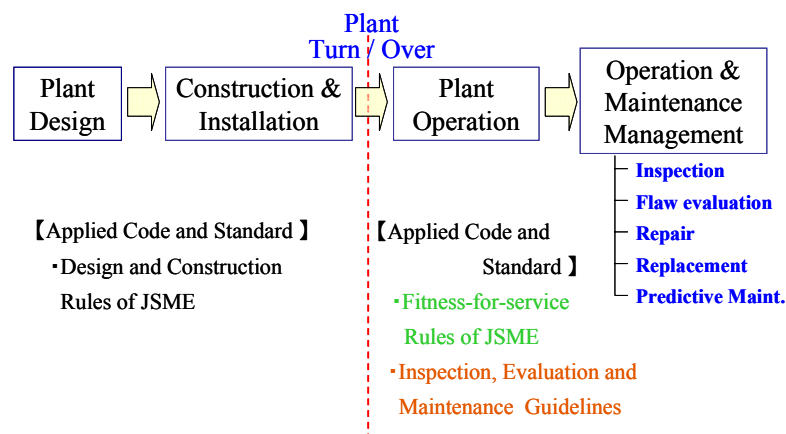 Plant
Turn / Over
Plant
Design
Construction &
Installation
Plant
Operation
Operation &
Maintenance
Management
Inspection
Flaw evaluation
Repair
Replacement
Predictive Maint.
【Applied Code and Standard】
・Design and Construction
Rules of JSME
【Applied Code and
Standard】
・Fitness-for-service
Rules of JSME
・Inspection, Evaluation and
Maintenance Guidelines